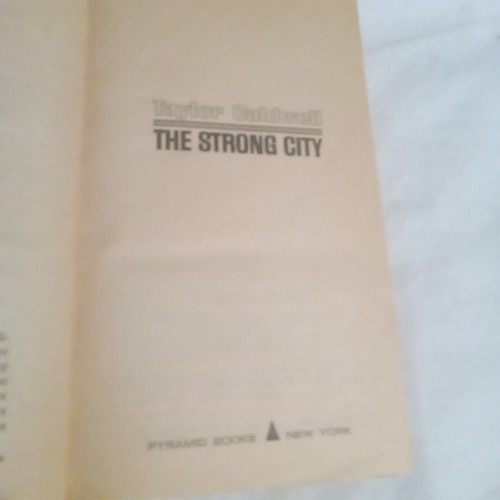 Taylor Caldwell
THE STRONG CITY
PYRAMID BOOKS NEW YORK